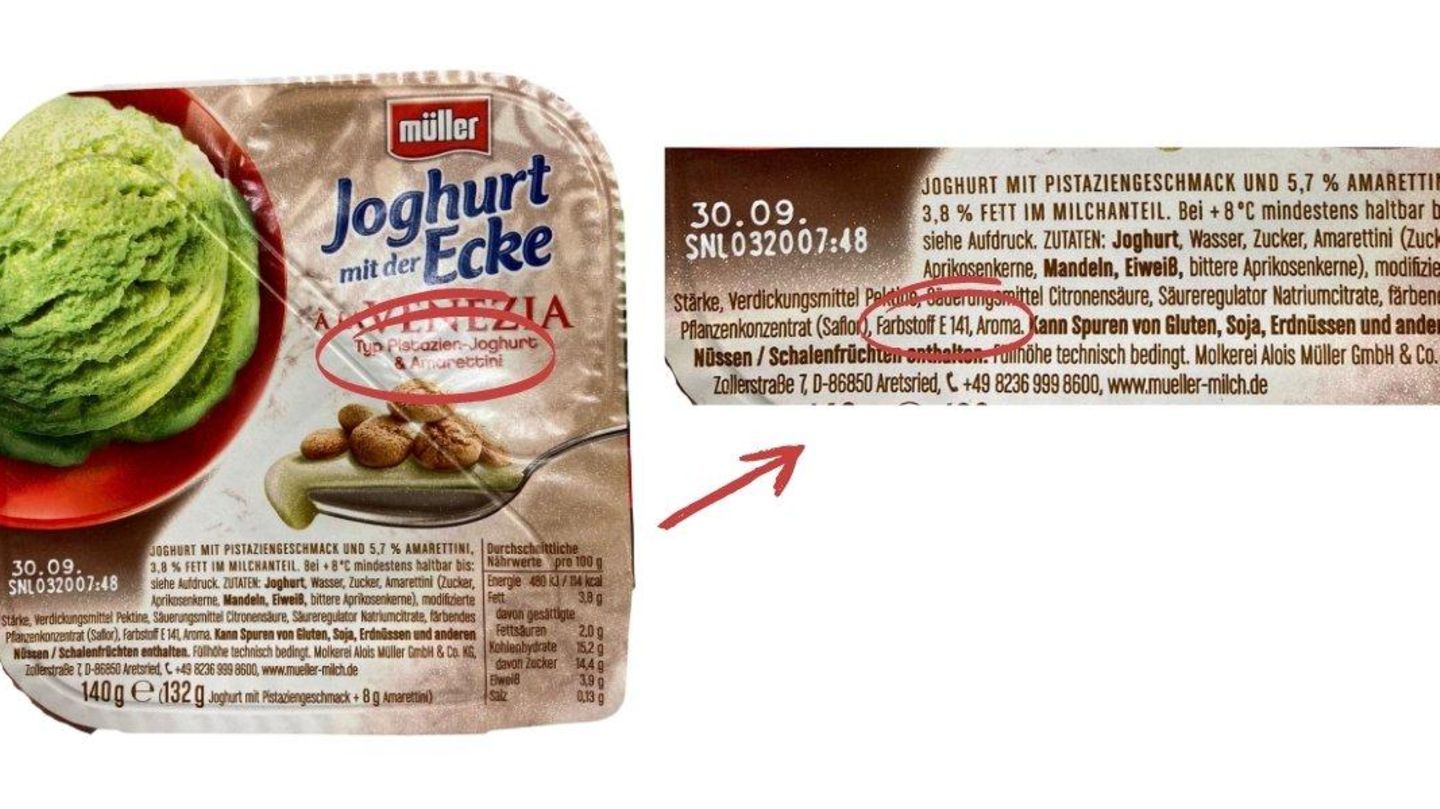 müller
Joghurt
mit der Ecke
À LA VENEZIA
Typ Pistazien-Joghurt
& Amarettini
30.09.
SNL032007:48
JOGHURT MIT PISTAZIENGESCHMACK UND 5,7 % AMARETTINI,
3,8 % FETT IM MILCHANTEIL. Bei +8°C mindestens haltbar bis:
siehe Aufdruck. ZUTATEN: Joghurt, Wasser, Zucker, Amarettini (Zucker,
Aprikosenkerne, Mandeln, Eiweiß, bittere Aprikosenkerne), modifizierte
Stärke, Verdickungsmittel Pektine, Säuerungsmittel Citronensäure, Säureregulator Natriumcitrate, färbendes
Pflanzenkonzentrat (Saflor), Farbstoff E 141, Aroma. Kann Spuren von Gluten, Soja, Erdnüssen und anderen
Nüssen / Schalenfrüchten enthalten. Füllhöhe technisch bedingt. Molkerei Alois Müller GmbH & Co. KG,
Zollerstraße 7, D-86850 Aretsried, +49 8236 999 8600, www.mueller-milch.de
140g e (132g Joghurt mit Pistaziengeschmack + 8 g Amarettini)
Durchschnittliche
Nährwerte pro 100 g
Energie 480 kJ / 114 kcal
Fett 3,8 g
davon gesättigte
Fettsäuren 2,0 g
Kohlenhydrate 15,2 g
davon Zucker 14,4 g
Eiweiß 3,9 g
Salz 0,13 g
30.09.
SNL032007:48
JOGHURT MIT PISTAZIENGESCHMACK UND 5,7 % AMARETTIN
3,8 % FETT IM MILCHANTEIL. Bei +8°C mindestens haltbar b
siehe Aufdruck. ZUTATEN: Joghurt, Wasser, Zucker, Amarettini (Zuck
Aprikosenkerne, Mandeln, Eiweiß, bittere Aprikosenkerne), modifizie
Stärke, Verdickungsmittel Pektine, Säuerungsmittel Citronensäure, Säureregulator Natriumcitrate, färbende
Pflanzenkonzentrat (Saflor), Farbstoff E 141, Aroma. Kann Spuren von Gluten, Soja, Erdnüssen und andere
Nüssen / Schalenfrüchten enthalten. Füllhöhe technisch bedingt. Molkerei Alois Müller GmbH & Co.
Zollerstraße 7, D-86850 Aretsried, +49 8236 999 8600, www.mueller-milch.de